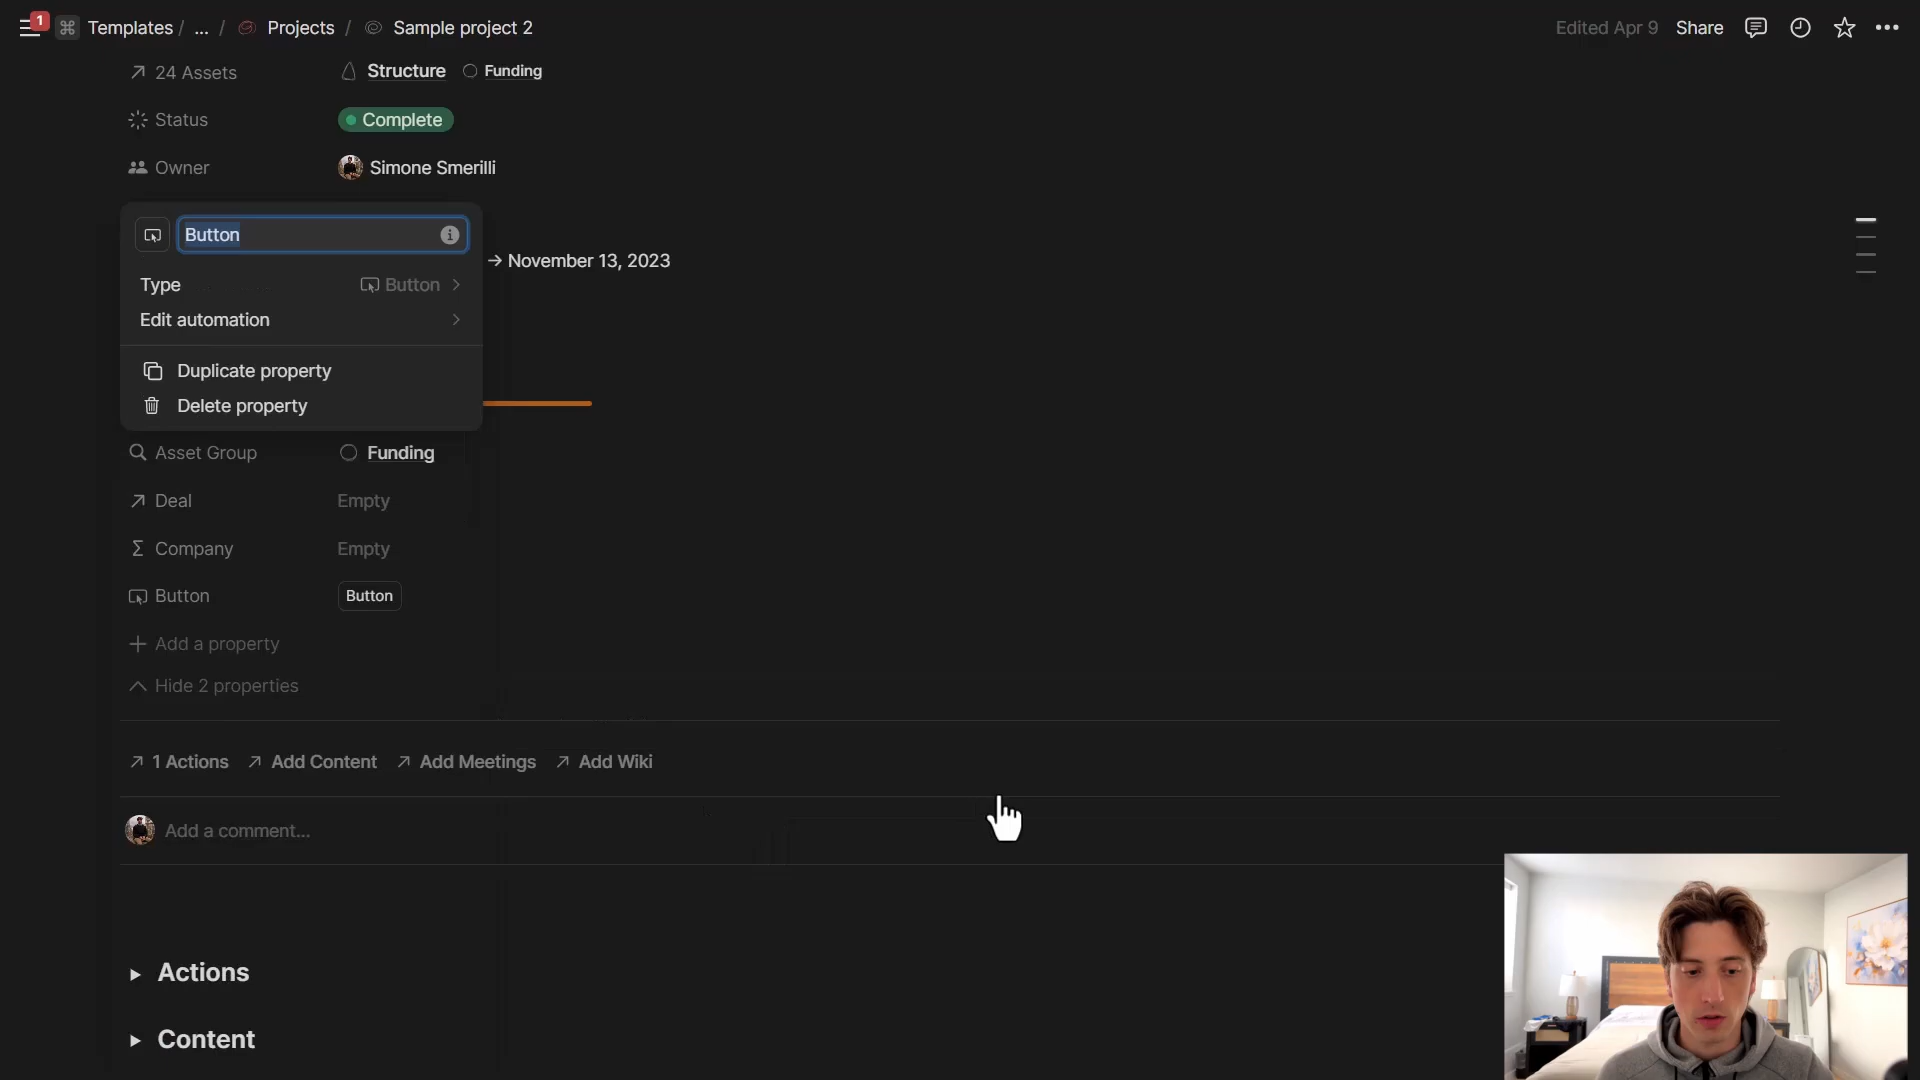 1
Templates / ... / Projects / Sample project 2
Edited Apr 9 Share
24 Assets Structure Funding
Status Complete
Owner Simone Smerilli
Button
→ November 13, 2023
Type Button
Edit automation
Duplicate property
Delete property
Asset Group Funding
Deal Empty
Company Empty
Button Button
Add a property
Hide 2 properties
1 Actions Add Content Add Meetings Add Wiki
Add a comment...
Actions
Content